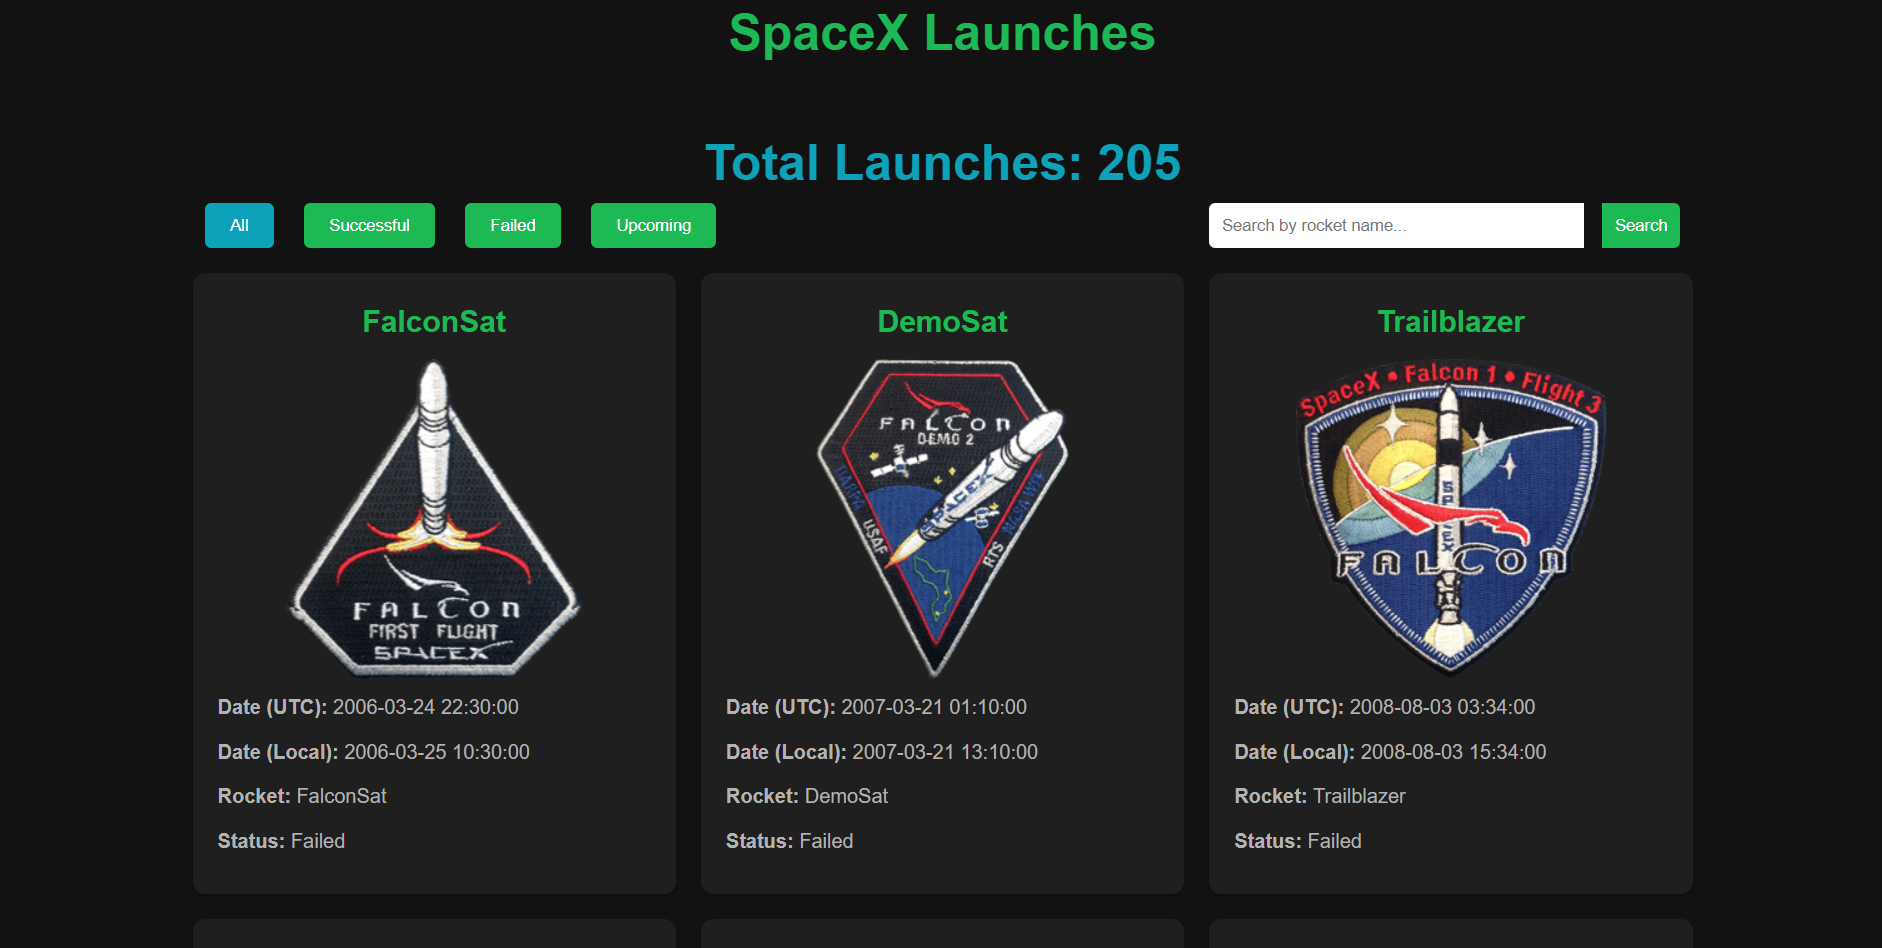 SpaceX Launches
Total Launches: 205
All
Successful
Failed
Upcoming
Search by rocket name...
Search
FalconSat
FALCON
FIRST FLIGHT
SPACEX
Date (UTC): 2006-03-24 22:30:00
Date (Local): 2006-03-25 10:30:00
Rocket: FalconSat
Status: Failed
DemoSat
FALCON
DEMO 2
SPACEX
DARPA
USAF
RTS
NASA WFF
Date (UTC): 2007-03-21 01:10:00
Date (Local): 2007-03-21 13:10:00
Rocket: DemoSat
Status: Failed
Trailblazer
SpaceX • Falcon 1 • Flight 3
SPACEX
FALCON
Date (UTC): 2008-08-03 03:34:00
Date (Local): 2008-08-03 15:34:00
Rocket: Trailblazer
Status: Failed